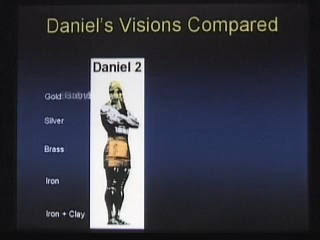 Daniel's Visions Compared
Daniel 2
Gold
Silver
Brass
Iron
Iron + Clay